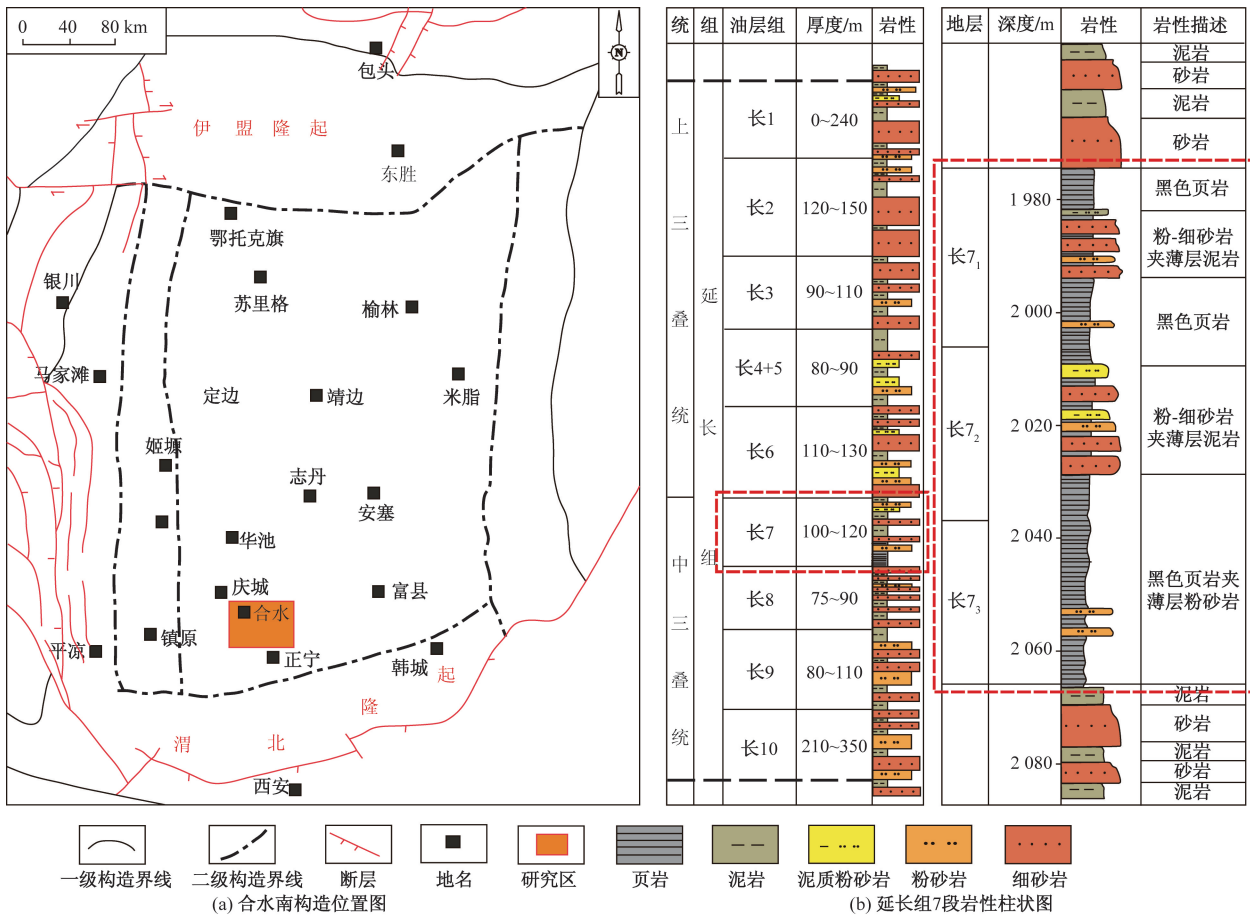 0 40 80 km
N
包头
伊盟隆起
东胜
鄂托克旗
银川
苏里格
榆林
马家滩
定边
靖边
米脂
姬塬
志丹
安塞
华池
庆城
富县
合水
镇原
平凉
正宁
韩城
渭北隆起
西安
统 组 油层组 厚度/m 岩性
上三叠统
中三叠统
延长组
长1 0~240
长2 120~150
长3 90~110
长4+5 80~90
长6 110~130
长7 100~120
长8 75~90
长9 80~110
长10 210~350
地层 深度/m 岩性 岩性描述
泥岩
砂岩
泥岩
砂岩
长7₁
1 980
黑色页岩
粉-细砂岩
夹薄层泥岩
2 000
黑色页岩
长7₂
2 020
粉-细砂岩
夹薄层泥岩
长7₃
2 040
黑色页岩夹
薄层粉砂岩
2 060
泥岩
砂岩
泥岩
2 080
砂岩
泥岩
一级构造界线 二级构造界线 断层 地名 研究区 页岩 泥岩 泥质粉砂岩 粉砂岩 细砂岩
(a) 合水南构造位置图
(b) 延长组7段岩性柱状图